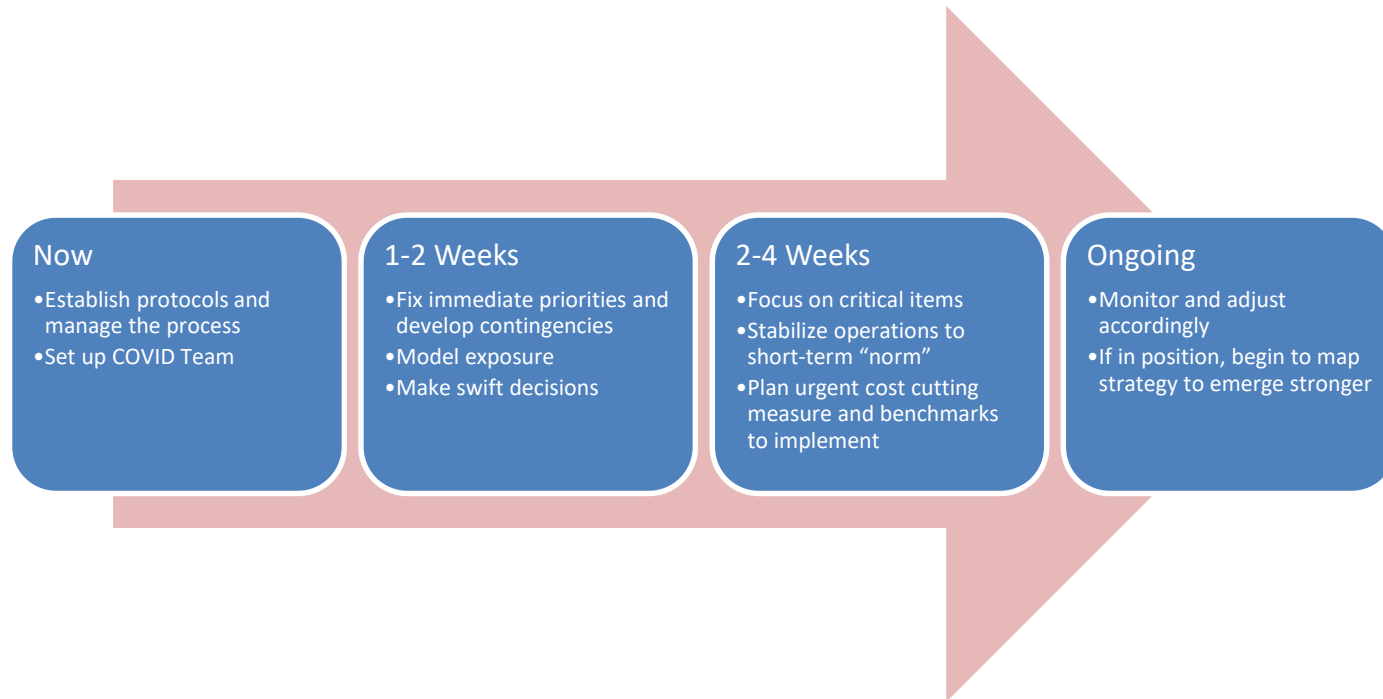 Now
•Establish protocols and
manage the process
•Set up COVID Team
1-2 Weeks
•Fix immediate priorities and
develop contingencies
•Model exposure
•Make swift decisions
2-4 Weeks
•Focus on critical items
•Stabilize operations to
short-term “norm”
•Plan urgent cost cutting
measure and benchmarks
to implement
Ongoing
•Monitor and adjust
accordingly
•If in position, begin to map
strategy to emerge stronger